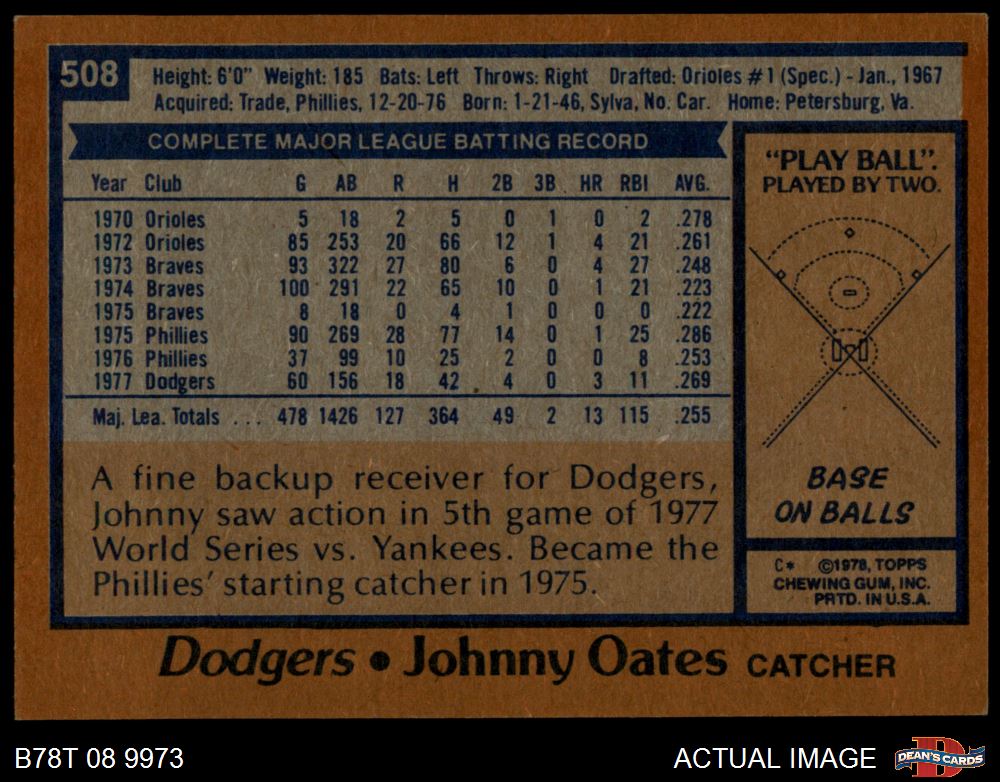 508
Height: 6'0" Weight: 185 Bats: Left Throws: Right Drafted: Orioles #1 (Spec.) - Jan., 1967
Acquired: Trade, Phillies, 12-20-76 Born: 1-21-46, Sylva, No. Car. Home: Petersburg, Va.
COMPLETE MAJOR LEAGUE BATTING RECORD
Year Club G AB R H 2B 3B HR RBI AVG.
1970 Orioles 5 18 2 5 0 1 0 2 .278
1972 Orioles 85 253 20 66 12 1 4 21 .261
1973 Braves 93 322 27 80 6 0 4 27 .248
1974 Braves 100 291 22 65 10 0 1 21 .223
1975 Braves 8 18 0 4 1 0 0 0 .222
1975 Phillies 90 269 28 77 14 0 1 25 .286
1976 Phillies 37 99 10 25 2 0 0 8 .253
1977 Dodgers 60 156 18 42 4 0 3 11 .269
Maj. Lea. Totals ... 478 1426 127 364 49 2 13 115 .255
A fine backup receiver for Dodgers,
Johnny saw action in 5th game of 1977
World Series vs. Yankees. Became the
Phillies' starting catcher in 1975.
"PLAY BALL".
PLAYED BY TWO.
BASE
ON BALLS
C* ©1978, TOPPS
CHEWING GUM, INC.
PRTD. IN U.S.A.
Dodgers • Johnny Oates CATCHER
B78T 08 9973
ACTUAL IMAGE
DEAN'S CARDS